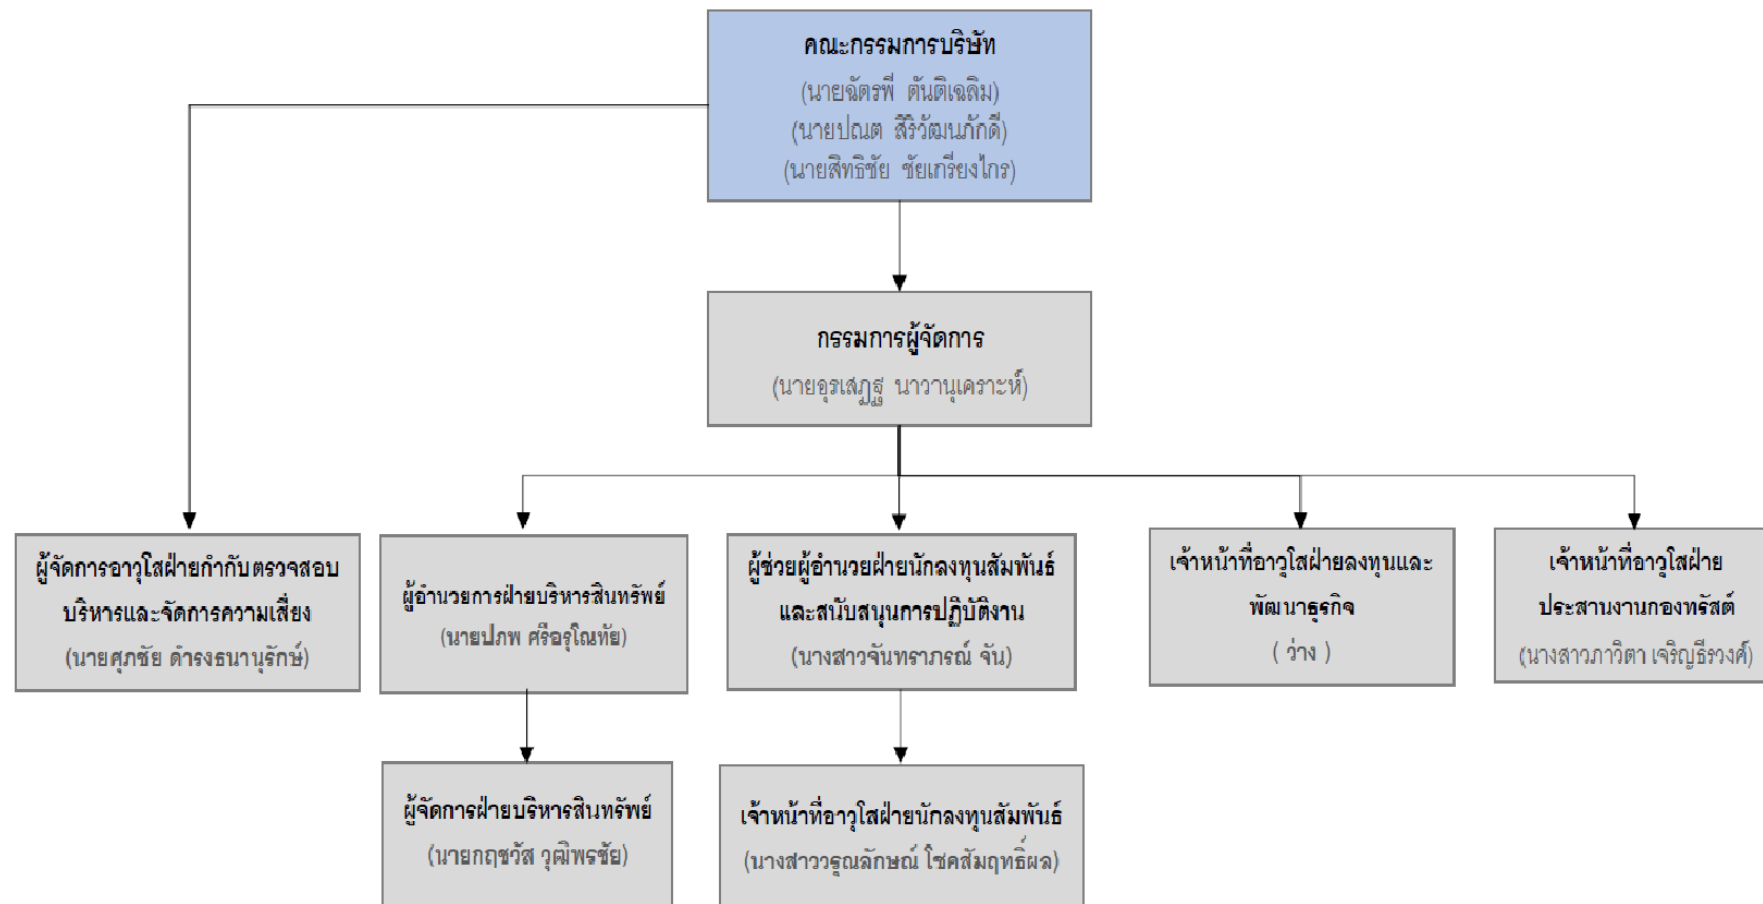 คณะกรรมการบริษัท
(นายฉัตรพี ตันติเฉลิม)
(นายปณต สิริวัฒนภักดี)
(นายสิทธิชัย ชัยเกรียงไกร)
กรรมการผู้จัดการ
(นายอุรเสฏฐ นาวานุเคราะห์)
ผู้จัดการอาวุโสฝ่ายกำกับตรวจสอบ
บริหารและจัดการความเสี่ยง
(นายศุภชัย ดำรงธนานุรักษ์)
ผู้อำนวยการฝ่ายบริหารสินทรัพย์
(นายปภพ ศรีอรุโณทัย)
ผู้ช่วยผู้อำนวยฝ่ายนักลงทุนสัมพันธ์
และสนับสนุนการปฏิบัติงาน
(นางสาวจันทราภรณ์ จัน)
เจ้าหน้าที่อาวุโสฝ่ายลงทุนและ
พัฒนาธุรกิจ
( ว่าง )
เจ้าหน้าที่อาวุโสฝ่าย
ประสานงานกองทรัสต์
(นางสาวภาวิตา เจริญธีรวงศ์)
ผู้จัดการฝ่ายบริหารสินทรัพย์
(นายกฤชวัส วุฒิพรชัย)
เจ้าหน้าที่อาวุโสฝ่ายนักลงทุนสัมพันธ์
(นางสาววรูณลักษณ์ โชคสัมฤทธิ์ผล)